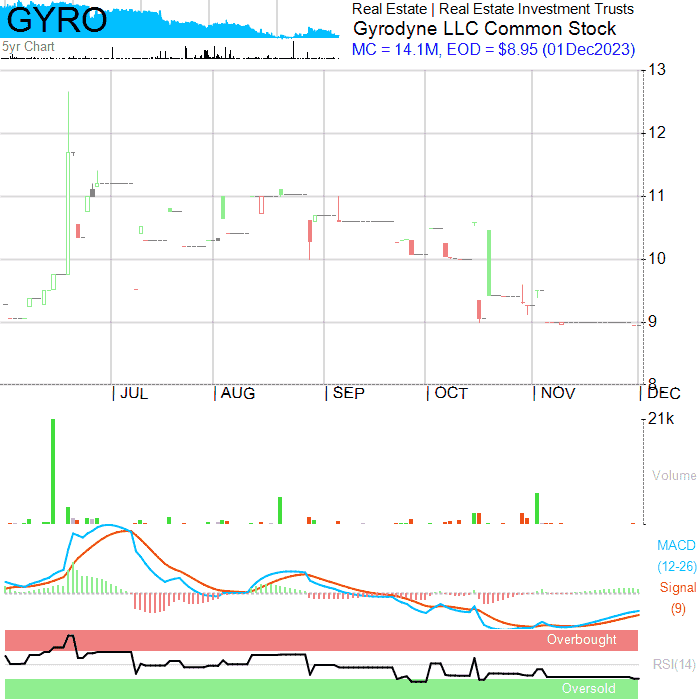 GYRO
Real Estate | Real Estate Investment Trusts
Gyrodyne LLC Common Stock
MC = 14.1M, EOD = $8.95 (01Dec2023)
5yr Chart
13
12
11
10
9
8
JUL AUG SEP OCT NOV DEC
21k
Volume
MACD
(12-26)
Signal
(9)
Overbought
RSI(14)
Oversold